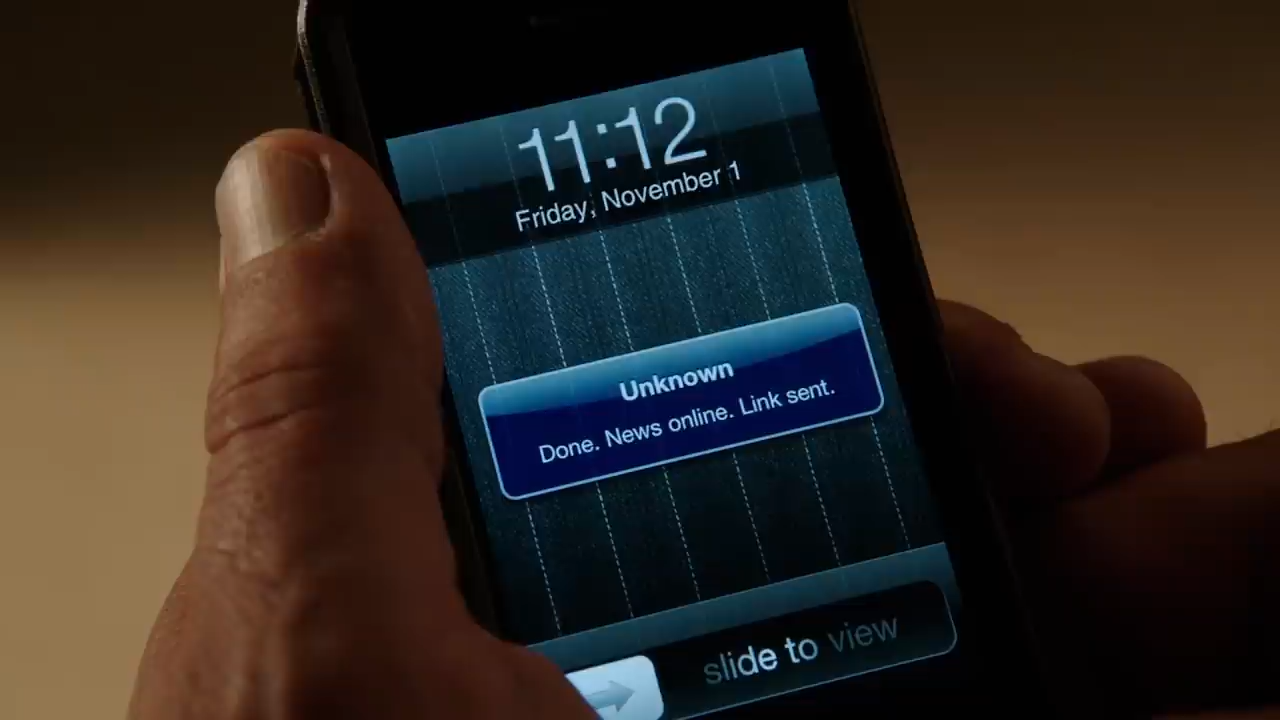 11:12
Friday, November 1
Unknown
Done. News online. Link sent.
slide to view